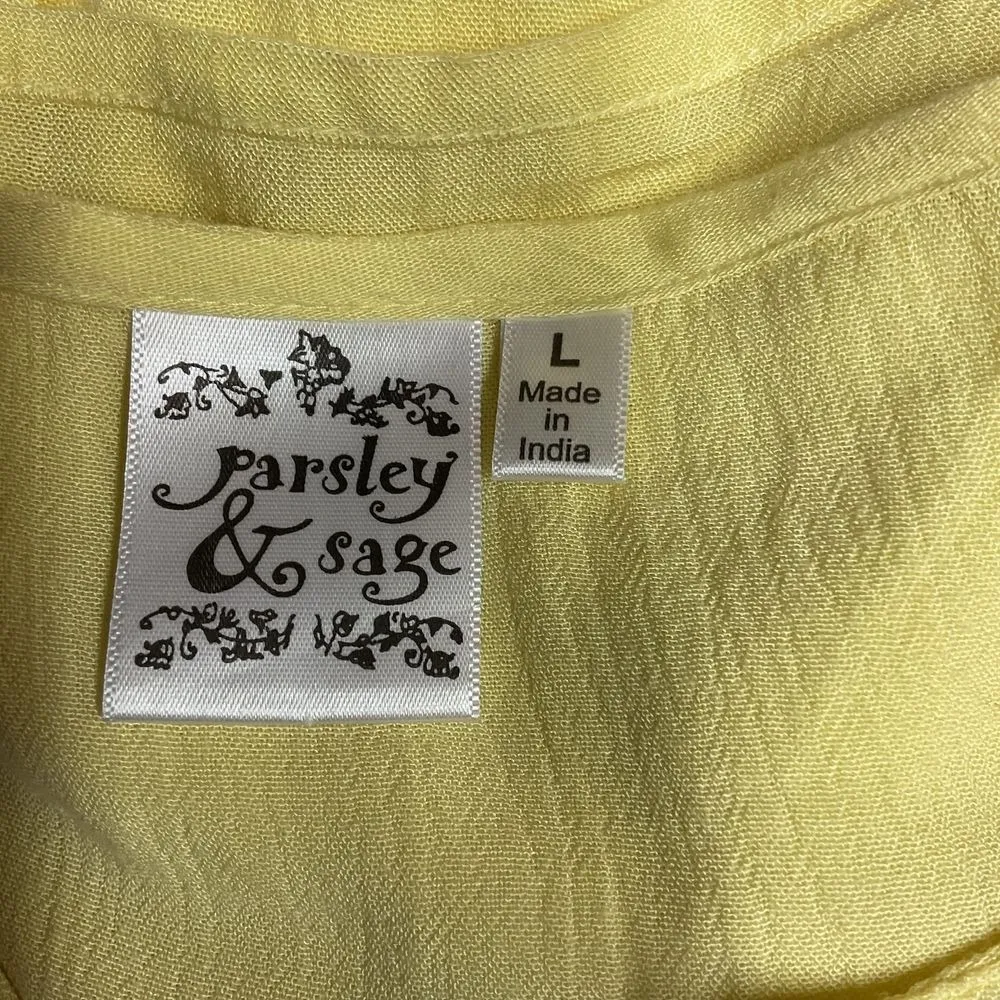 parsley
& sage
L
Made
in
India